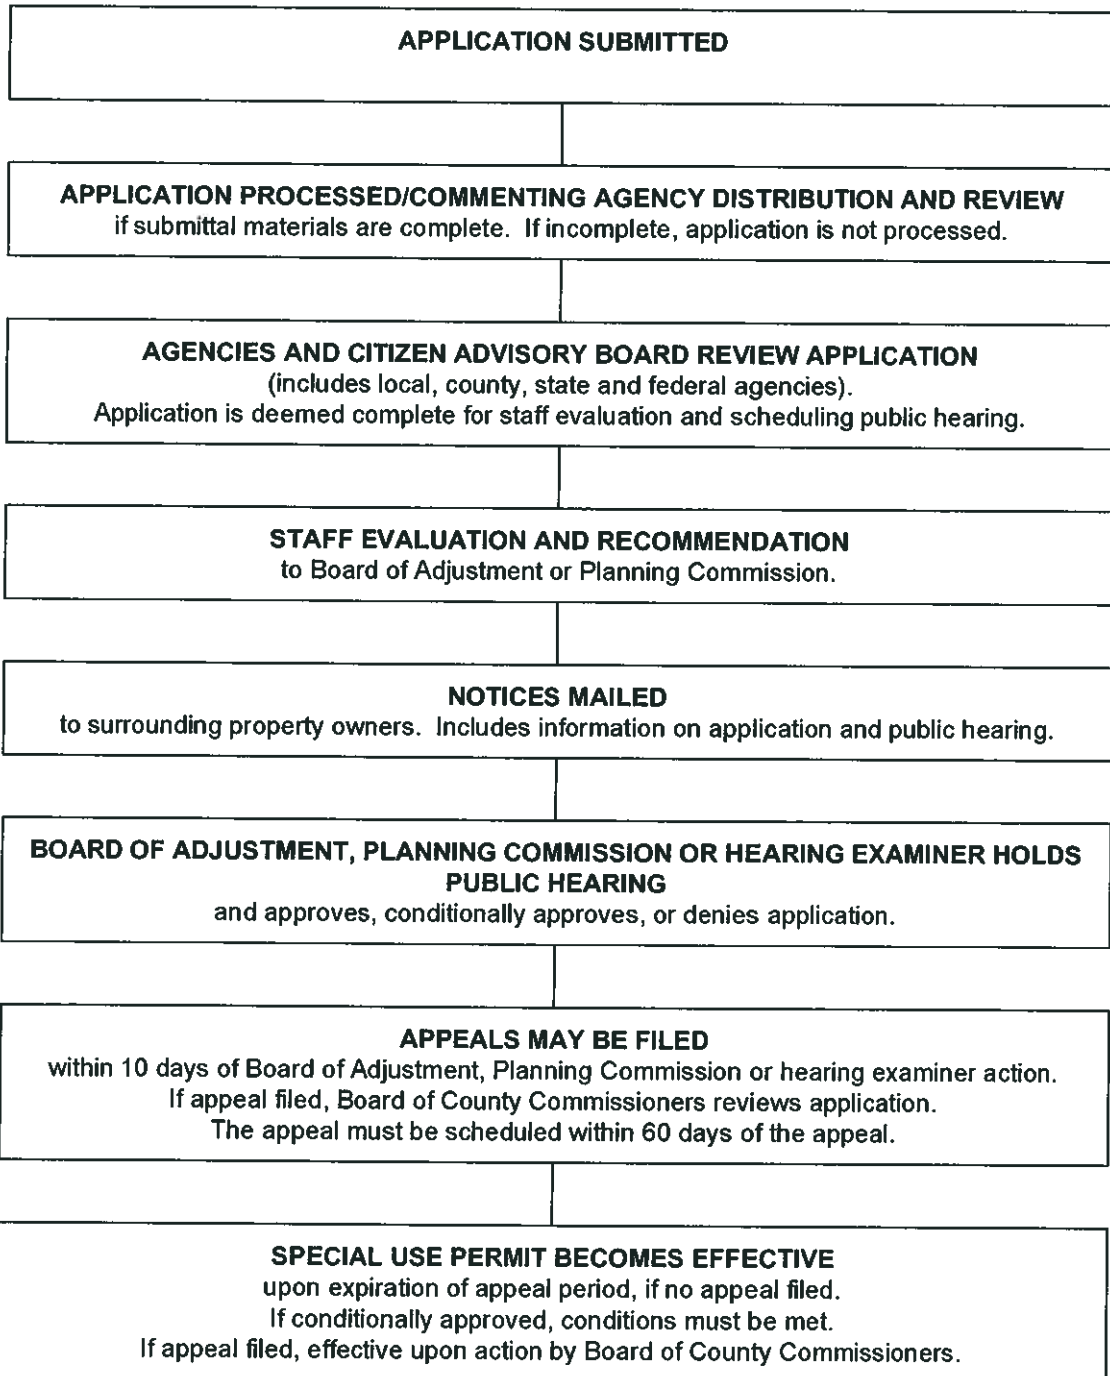 APPLICATION SUBMITTED
APPLICATION PROCESSED/COMMENTING AGENCY DISTRIBUTION AND REVIEW
if submittal materials are complete. If incomplete, application is not processed.
AGENCIES AND CITIZEN ADVISORY BOARD REVIEW APPLICATION
(includes local, county, state and federal agencies).
Application is deemed complete for staff evaluation and scheduling public hearing.
STAFF EVALUATION AND RECOMMENDATION
to Board of Adjustment or Planning Commission.
NOTICES MAILED
to surrounding property owners. Includes information on application and public hearing.
BOARD OF ADJUSTMENT, PLANNING COMMISSION OR HEARING EXAMINER HOLDS
PUBLIC HEARING
and approves, conditionally approves, or denies application.
APPEALS MAY BE FILED
within 10 days of Board of Adjustment, Planning Commission or hearing examiner action.
If appeal filed, Board of County Commissioners reviews application.
The appeal must be scheduled within 60 days of the appeal.
SPECIAL USE PERMIT BECOMES EFFECTIVE
upon expiration of appeal period, if no appeal filed.
If conditionally approved, conditions must be met.
If appeal filed, effective upon action by Board of County Commissioners.